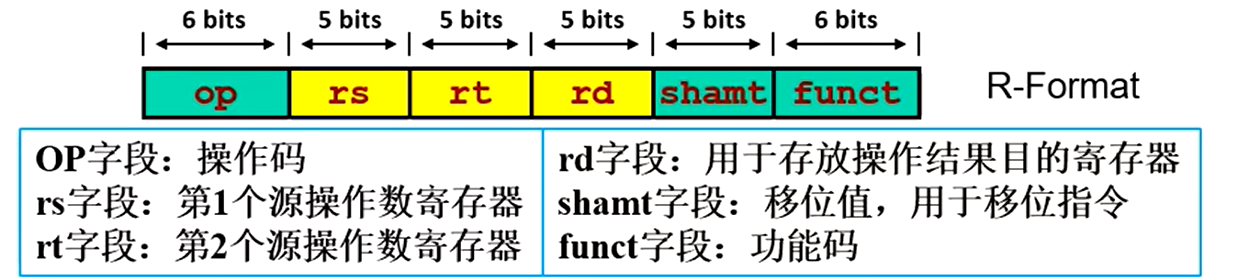 6 bits 5 bits 5 bits 5 bits 5 bits 6 bits
op rs rt rd shamt funct R-Format
OP字段：操作码
rs字段：第1个源操作数寄存器
rt字段：第2个源操作数寄存器
rd字段：用于存放操作结果目的寄存器
shamt字段：移位值，用于移位指令
funct字段：功能码